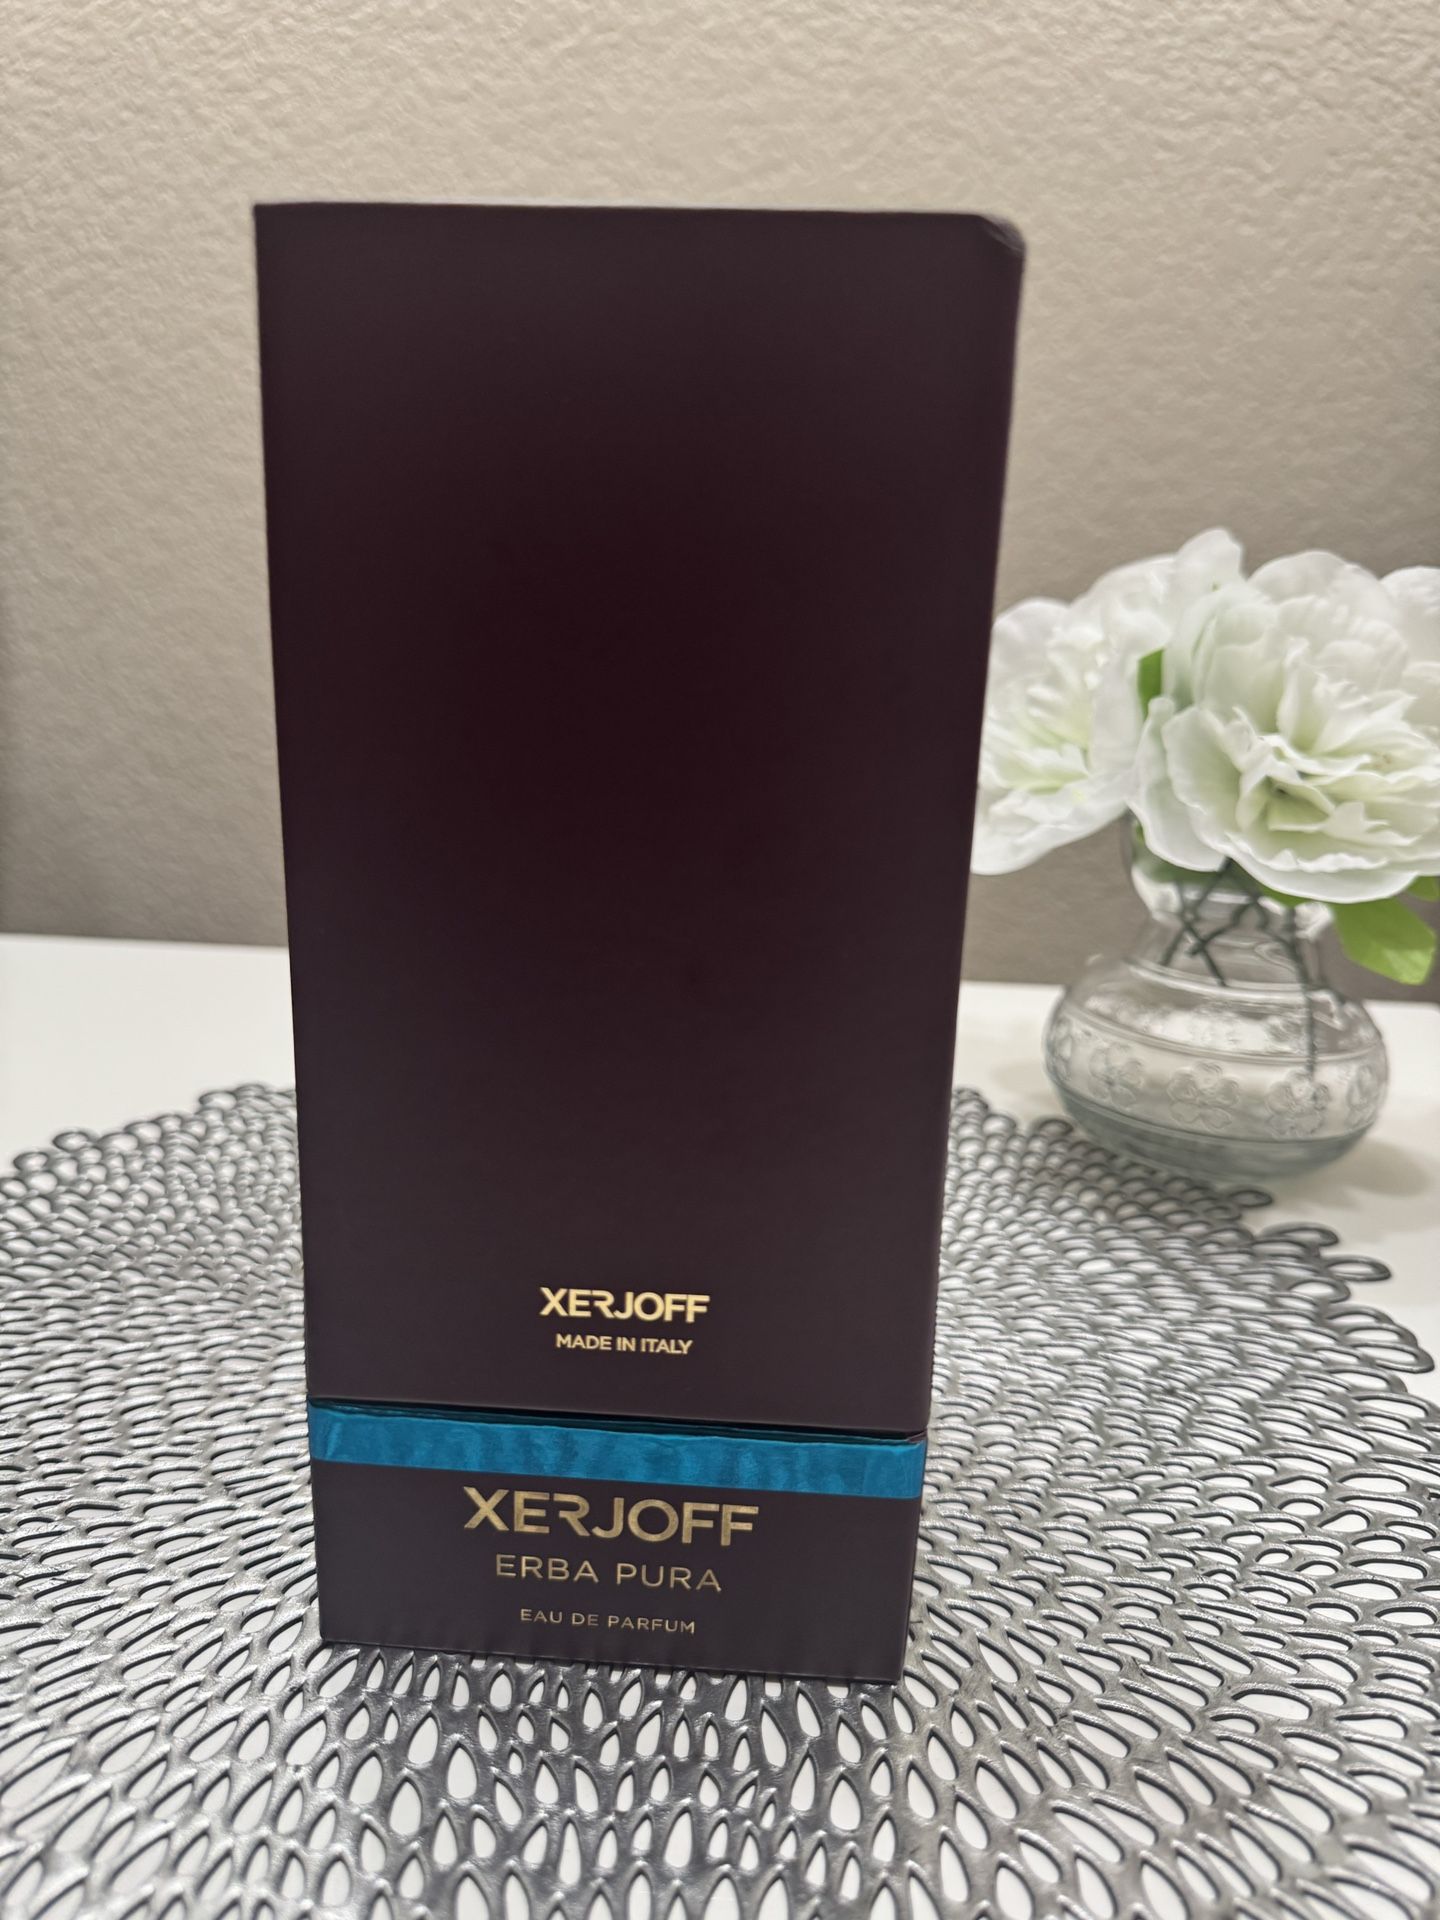 XERJOFF
MADE IN ITALY
XERJOFF
ERBA PURA
EAU DE PARFUM